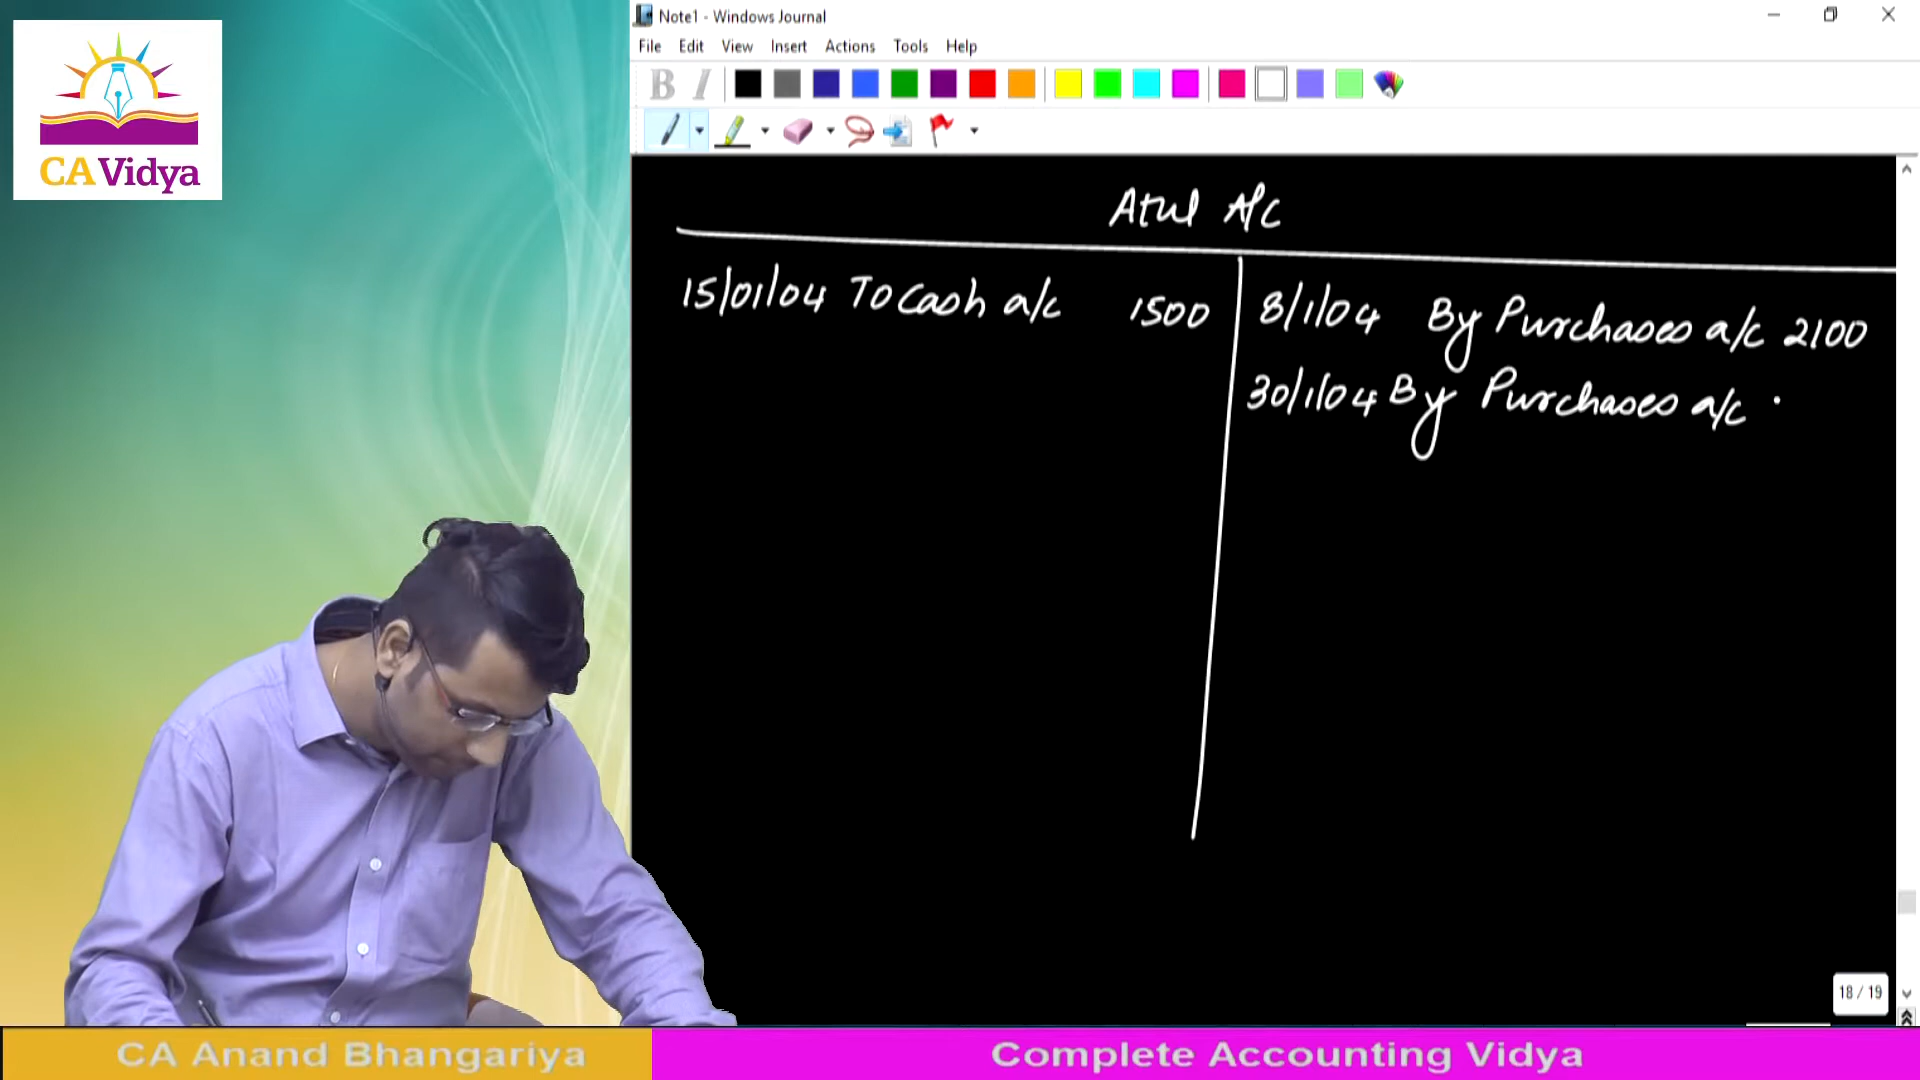 CA Vidya
Note1 - Windows Journal
File Edit View Insert Actions Tools Help
B I
Atul A/c
15/01/04 To Cash a/c 1500
8/1/04 By Purchases a/c 2100
30/1/04 By Purchases a/c
18 / 19
CA Anand Bhangariya
Complete Accounting Vidya